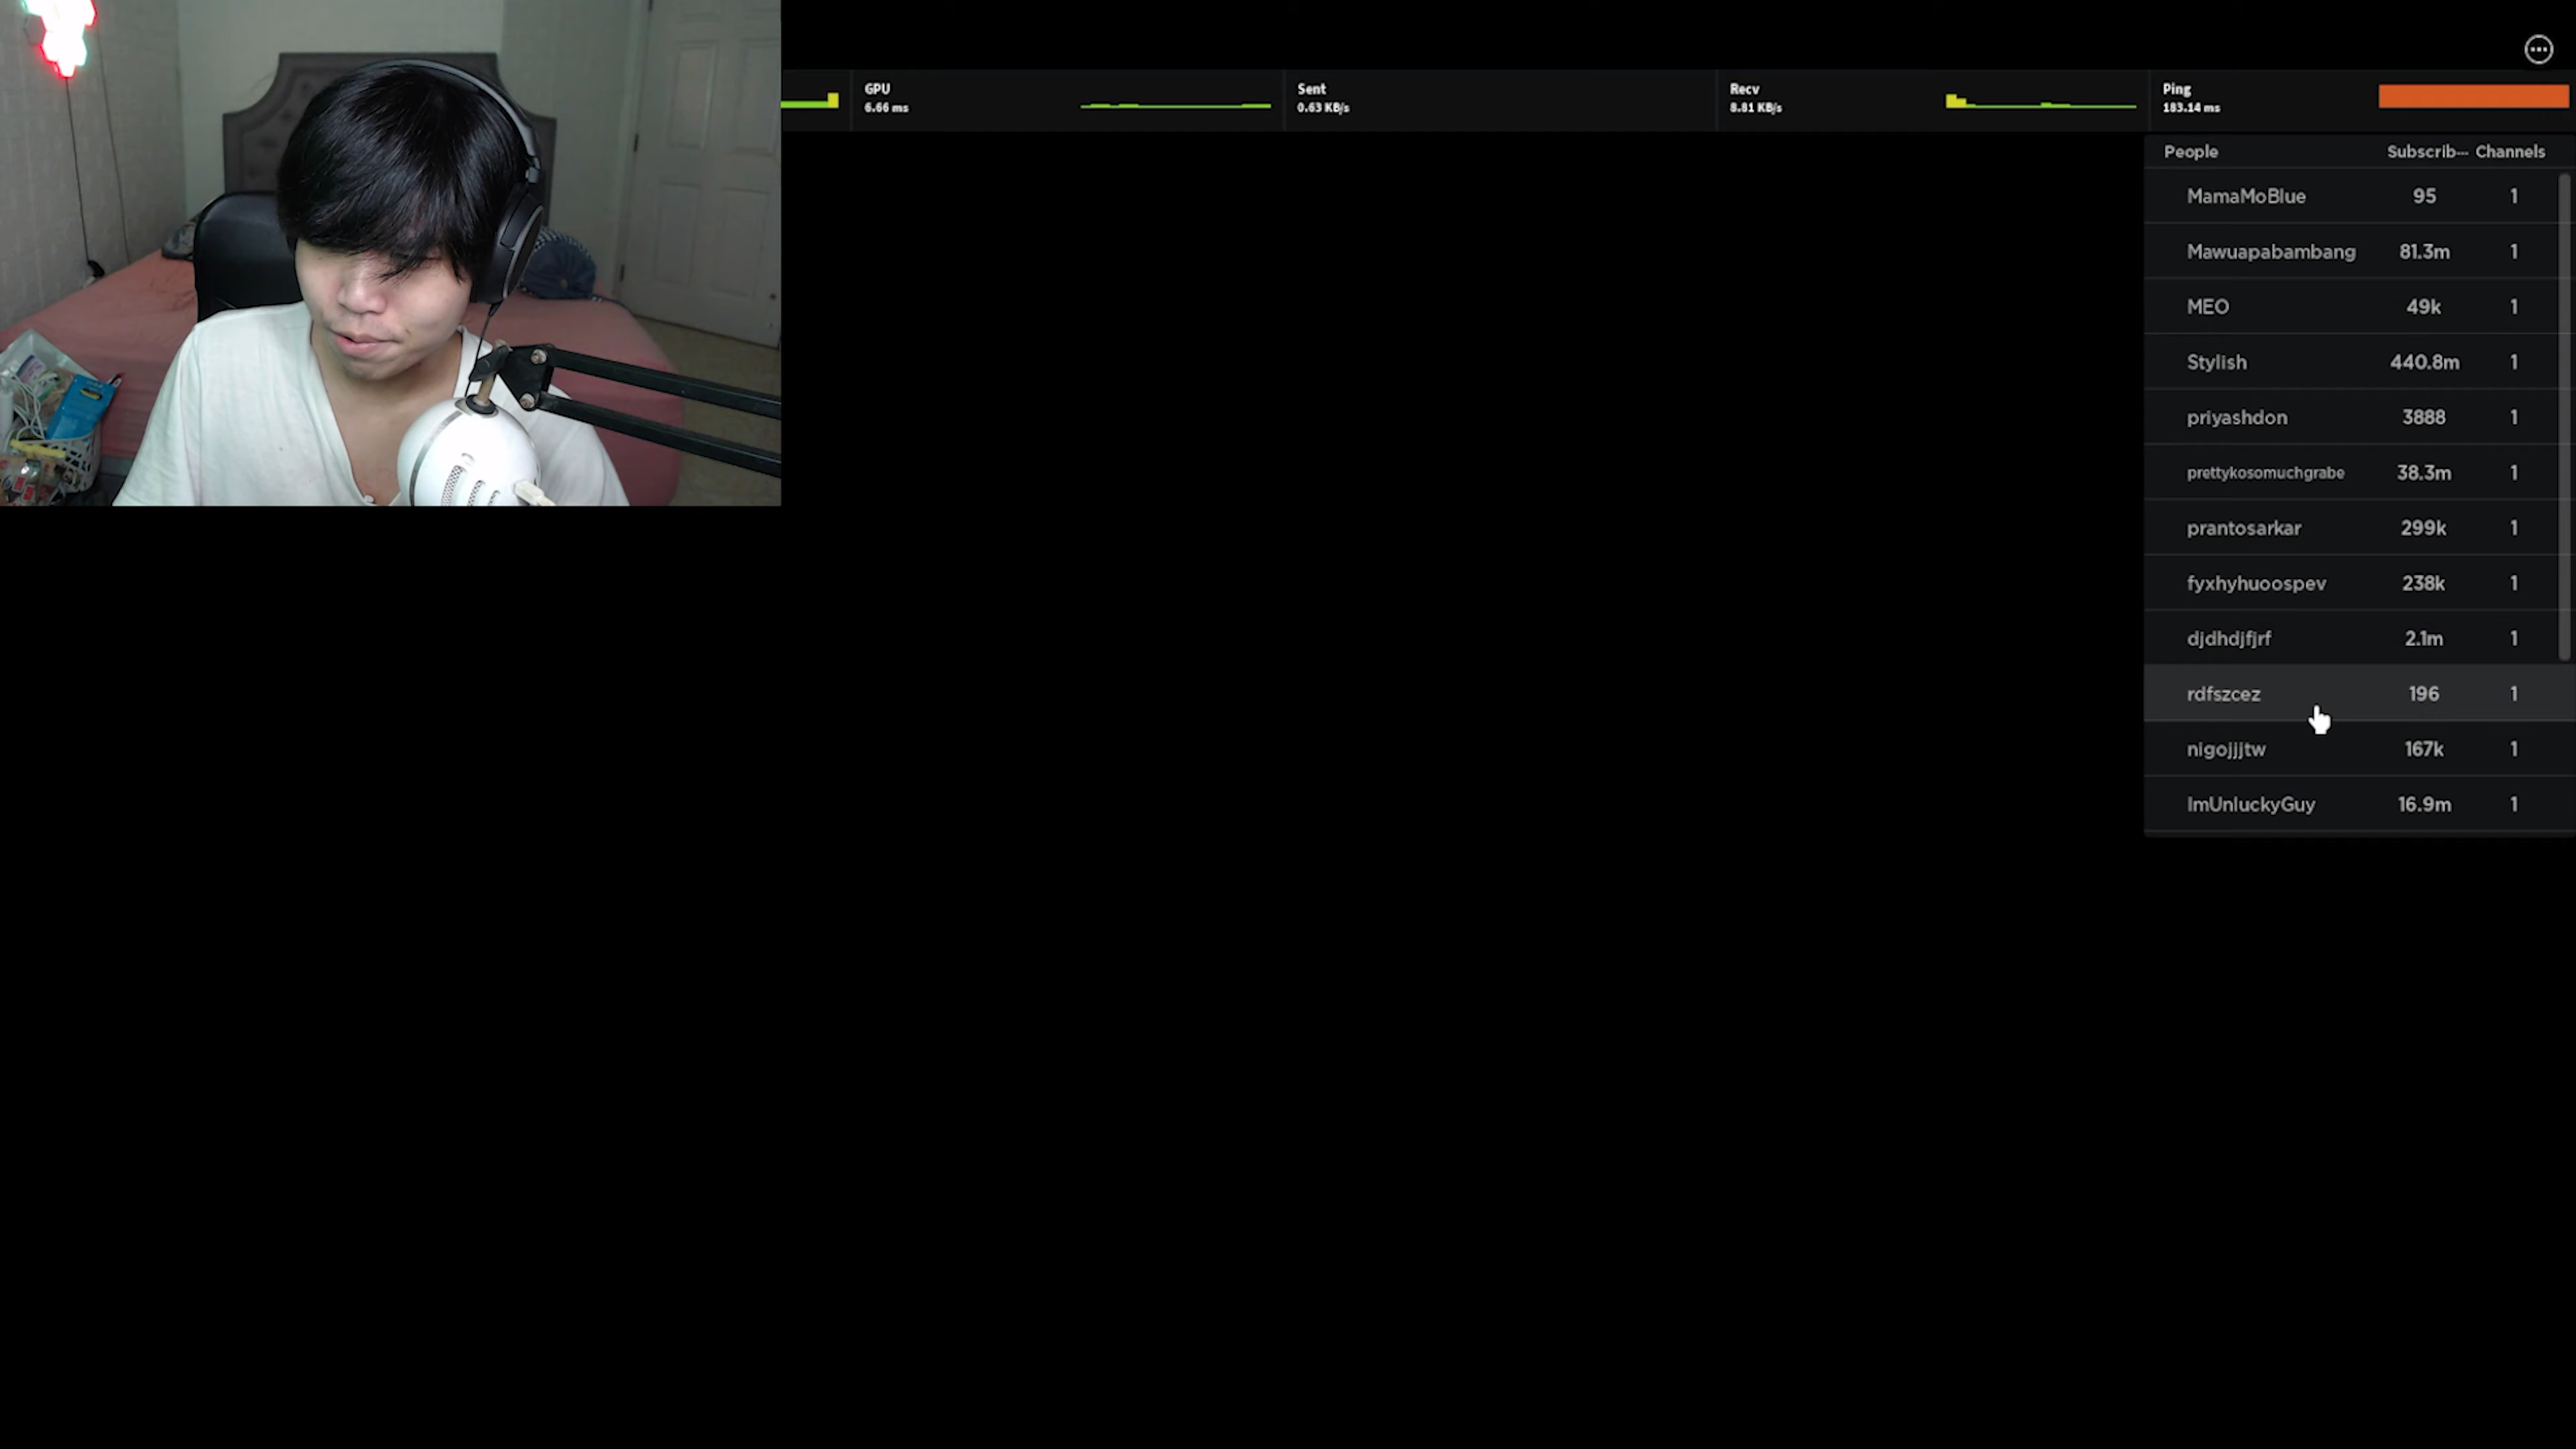 GPU
6.66 ms
Sent
0.63 KB/s
Recv
8.81 KB/s
Ping
183.14 ms
People Subscrib··· Channels
MamaMoBlue 95 1
Mawuapabambang 81.3m 1
MEO 49k 1
Stylish 440.8m 1
priyashdon 3888 1
prettykosomuchgrabe 38.3m 1
prantosarkar 299k 1
fyxhyhuoospev 238k 1
djdhdjfjrf 2.1m 1
rdfszcez 196 1
nigojjjtw 167k 1
ImUnluckyGuy 16.9m 1